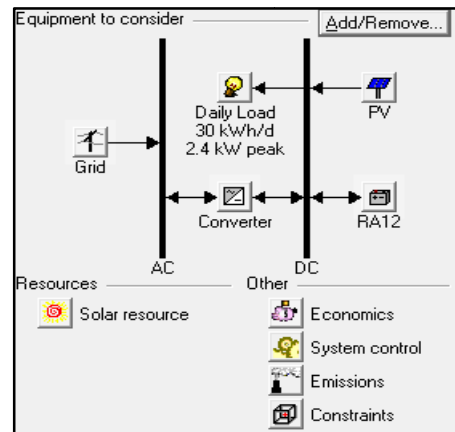 Equipment to consider
Add/Remove...
Daily Load
30 kWh/d
2.4 kW peak
PV
Grid
Converter
RA12
AC
DC
Resources
Other
Solar resource
Economics
System control
Emissions
Constraints